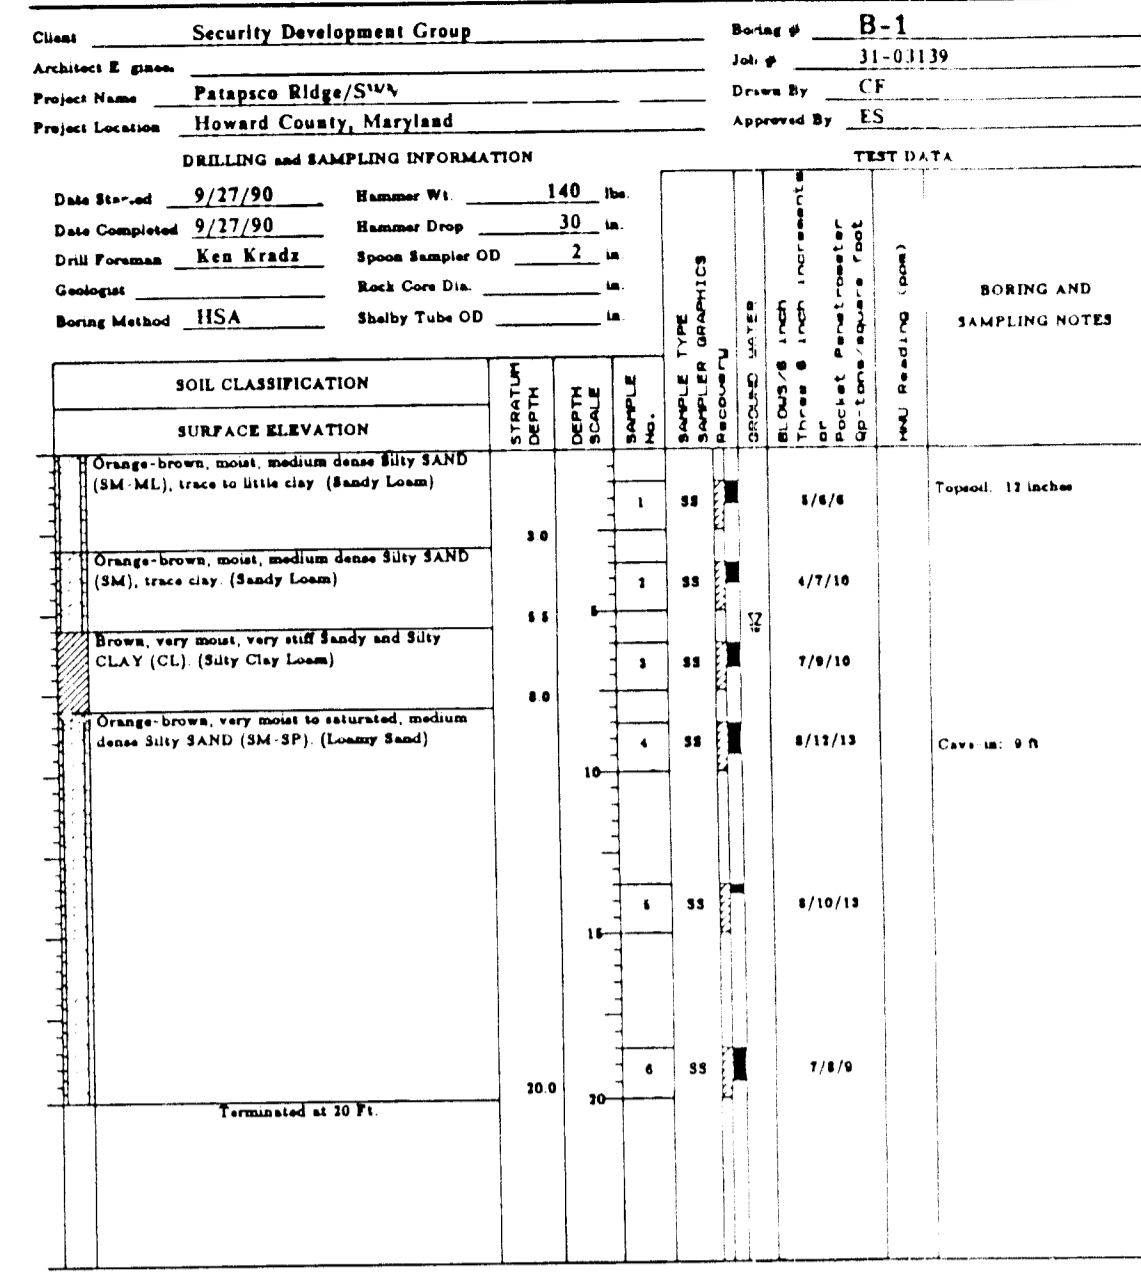 Client Security Development Group Boring # B-1
Architect E gineer Job # 31-03139
Project Name Patapsco Ridge/SWM Drawn By CF
Project Location Howard County, Maryland Approved By ES
DRILLING and SAMPLING INFORMATION TEST DATA
Date Started 9/27/90 Hammer Wt. 140 lbs.
Date Completed 9/27/90 Hammer Drop 30 in.
Drill Foreman Ken Kradz Spoon Sampler OD 2 in
Geologist Rock Core Dia. in.
Boring Method HSA Shelby Tube OD in.
SOIL CLASSIFICATION
SURFACE ELEVATION
STRATUM DEPTH
DEPTH SCALE
SAMPLE No.
SAMPLE TYPE
SAMPLER GRAPHICS
Recovery
GROUND WATER
BLOWS/6 inch
Three 6 inch increments
or
Pocket Penetrometer
Qp-tons/square foot
HNU Reading (ppm)
BORING AND
SAMPLING NOTES
Orange-brown, moist, medium dense Silty SAND
(SM-ML), trace to little clay (Sandy Loam)
3.0
1 SS 5/6/6
Topsoil: 12 inches
Orange-brown, moist, medium dense Silty SAND
(SM), trace clay. (Sandy Loam)
5.5
2 SS 4/7/10
5
Brown, very moist, very stiff Sandy and Silty
CLAY (CL). (Silty Clay Loam)
8.0
3 SS 7/9/10
Orange-brown, very moist to saturated, medium
dense Silty SAND (SM-SP). (Loamy Sand)
4 SS 8/12/13
Cave-in: 9 ft
10
5 SS 8/10/13
15
6 SS 7/8/9
20.0
20
Terminated at 20 Ft.